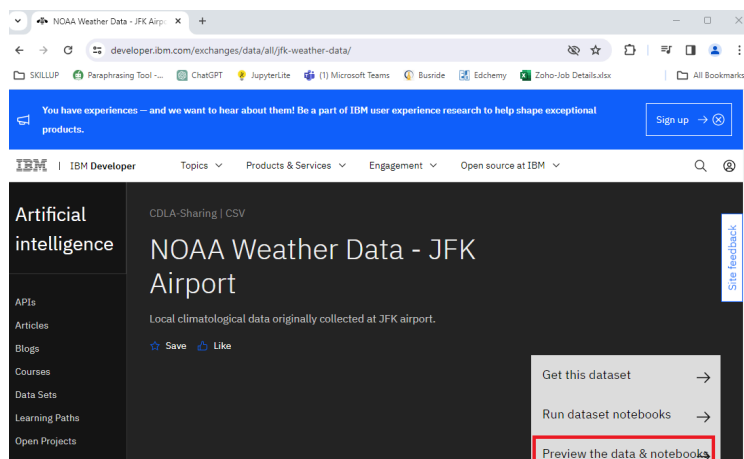 NOAA Weather Data - JFK Airpo
developer.ibm.com/exchanges/data/all/jfk-weather-data/
SKILLUP Paraphrasing Tool -... ChatGPT JupyterLite (1) Microsoft Teams Busride Edchemy Zoho-Job Details.xlsx All Bookmarks
You have experiences — and we want to hear about them! Be a part of IBM user experience research to help shape exceptional
products.
Sign up
IBM | IBM Developer Topics Products & Services Engagement Open source at IBM
Artificial
intelligence
APIs
Articles
Blogs
Courses
Data Sets
Learning Paths
Open Projects
CDLA-Sharing | CSV
NOAA Weather Data - JFK
Airport
Local climatological data originally collected at JFK airport.
Save Like
Site feedback
Get this dataset
Run dataset notebooks
Preview the data & notebooks